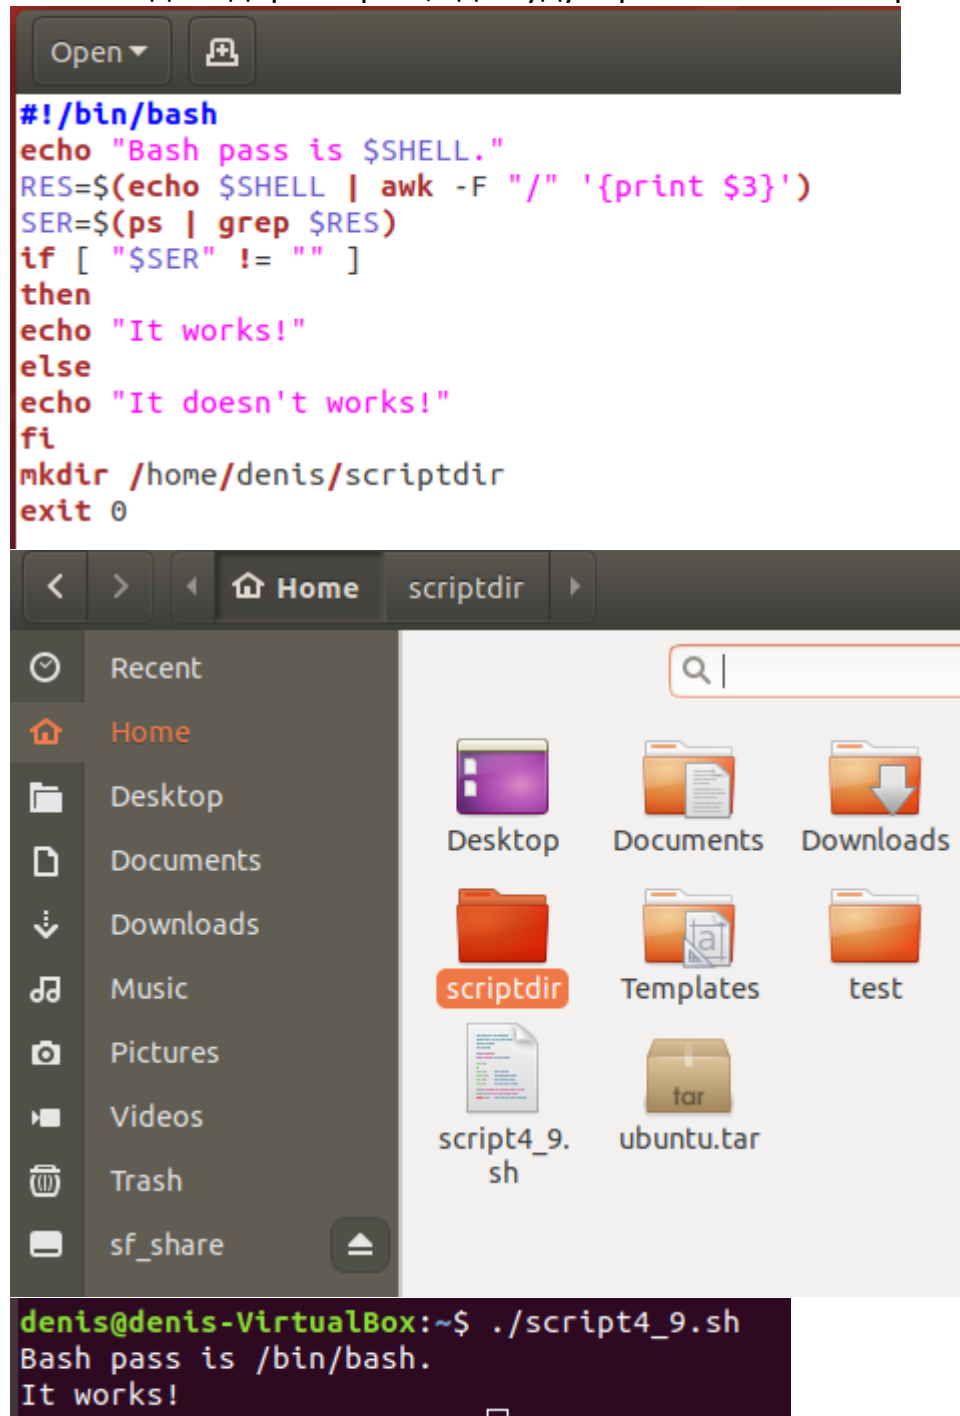 Open
#!/bin/bash
echo "Bash pass is $SHELL."
RES=$(echo $SHELL | awk -F "/" '{print $3}')
SER=$(ps | grep $RES)
if [ "$SER" != "" ]
then
echo "It works!"
else
echo "It doesn't works!"
fi
mkdir /home/denis/scriptdir
exit 0
Home scriptdir
Recent
Home
Desktop
Documents
Downloads
Music
Pictures
Videos
Trash
sf_share
Desktop Documents Downloads
scriptdir Templates test
script4_9.
sh
tar
ubuntu.tar
denis@denis-VirtualBox:~$ ./script4_9.sh
Bash pass is /bin/bash.
It works!